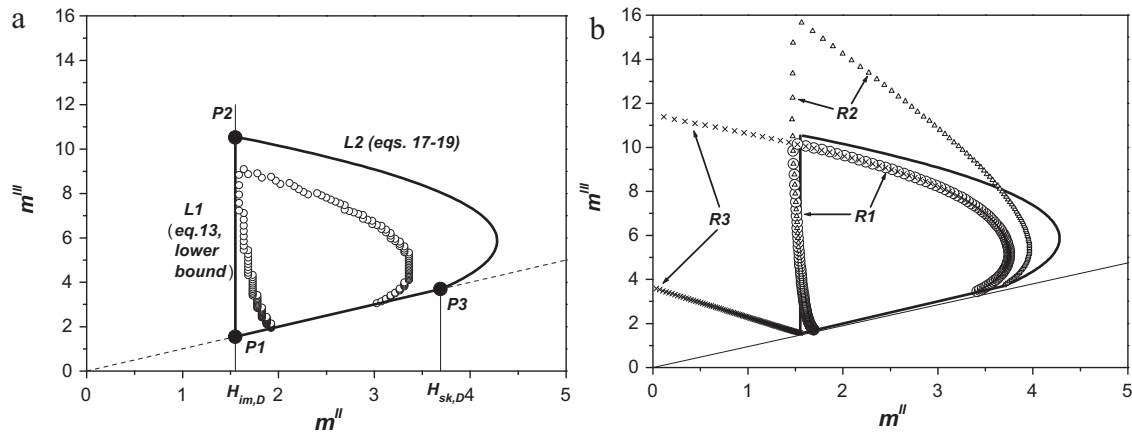 a
16
14
12
10
8
6
4
2
0
m^III
P2
L2 (eqs. 17-19)
L1
(eq.13,
lower
bound)
P1
P3
0 1 2 3 4 5
H_im,D
H_sk,D
m^II
b
16
14
12
10
8
6
4
2
0
m^III
R2
R3
R1
0 1 2 3 4 5
m^II